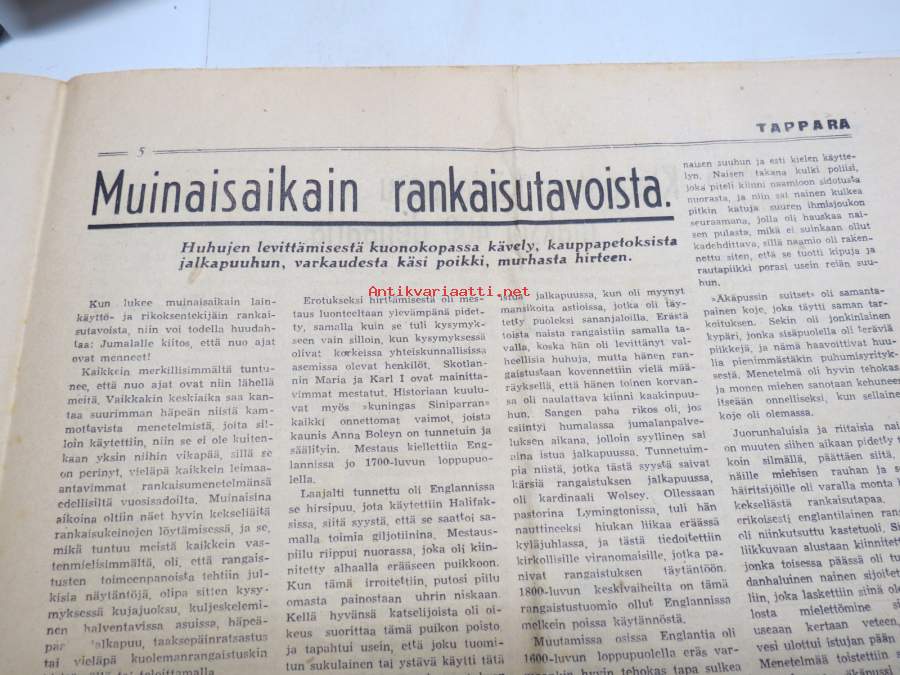 5
TAPPARA
Muinaisaikain rankaisutavoista.
Huhujen levittämisestä kuonokopassa kävely, kauppapetoksista
jalkapuuhun, varkaudesta käsi poikki, murhasta hirteen.
Antikvariaatti.net
Kun lukee muinaisaikäin lain-
käyttö- ja rikoksentekijäin rankai-
sutavoista, niin voi todella huudah-
taa: Jumalalle kiitos, että nuo ajat
ovat menneet!
Kaikkein merkillisimmältä tuntu-
nee, että nuo ajat ovat niin lähellä
meitä. Vaikkakin keskiaika saa kan-
taa suurimman häpeän niistä kam-
mottavista menetelmistä, joita sil-
loin käytettiin, niin se ei ole kuiten-
kaan yksin niihin vikapää, sillä se
on perinyt, vieläpä kaikkein leimaa-
antavimmat rankaisumenetelmänsä
edellisiltä vuosisadoilta. Muinaisina
aikoina oltiin näet hyvin kekseliäitä
rankaisukeinojen löytämisessä, ja se,
mikä tuntuu meistä kaikkein vas-
tenmielisimmältä, oli, että rangais-
tusten toimeenpanoista tehtiin jul-
kisia näytäntöjä, olipa sitten kysy-
myksessä kujajuoksu, kuljeskelemi-
nen halventavissa asuissa, häpeä-
jalkapuu, taaksepäinratsastus
tai vieläpä kuolemanrangaistuskin
Erotukseksi hirttämisestä oli mes-
taus luonteeltaan ylevämpänä pidet-
ty, samalla kuin se tuli kysymyk-
seen vain silloin, kun kysymyksessä
olivat korkeissa yhteiskunnallisissa
asemissa olevat henkilöt. Skotlan-
nin Maria ja Karl I ovat mainitta-
vimmat mestatut. Historiaan kuulu-
vat myös »kuningas Siniparran»
kaikki onnettomat vaimot, joista
kaunis Anna Boleyn on tunnetuin ja
säälityin. Mestaus kiellettiin Eng-
lannissa jo 1700-luvun loppupuo-
lella.
Laajalti tunnettu oli Englannissa
se hirsipuu, jota käytettiin Halifak-
sissa, siitä syystä, että se saattoi sa-
malla toimia giljotiinina. Mestaus-
piilu riippui nuorassa, joka oli kiin-
nitetty alhaalla erääseen puikkoon.
Kun tämä irroitettiin, putosi piilu
omasta painostaan uhrin niskaan.
Kellä hyvänsä katselijoista oli oi-
keus suorittaa tämä puikon poisto,
ja tapahtui usein, että joku tuomi-
tun sukulainen tai ystävä käytti tätä
istua jalkapuussa, kun oli myynyt
mansikoita astioissa, jotka oli täy-
tetty puoleksi sananjaloilla. Erästä
toista naista rangaistiin samalla ta-
valla, koska hän oli levittänyt val-
heellisia huhuja, mutta hänen ran-
gaistustaan kovennettiin vielä mää-
räyksellä, että hänen toinen korvan-
sa oli naulattava kiinni kaakinpuu-
hun. Sangen paha rikos oli, jos
esiintyi humalassa jumalanpalve-
luksen aikana, jolloin syyllinen sai
aina istua jalkapuussa. Tunnetuim-
pia niistä, jotka tästä syystä saivat
kärsiä rangaistuksen jalkapuussa,
oli kardinaali Wolsey. Ollessaan
pastorina Lymingtonissa, tuli hän
nauttineeksi hiukan liikaa eräässä
kyläjuhlassa, ja tästä tiedoitettiin
kirkollisille viranomaisille, jotka pa-
nivat rangaistuksen täytäntöön.
1800-luvun keskivaiheilta on tämä
rangaistustuomio ollut Englannissa
melkein poissa käytännöstä.
Muutamissa osissa Englantia oli
1600-luvun loppupuolella eräs var-
hyvin tehokas tapa sulkea
naisen suuhun ja esti kielen käytte-
lyn. Naisen takana kulki poliisi,
joka piteli kiinni naamioon sidotusta
nuorasta, ja niin sai nainen kulkea
pitkin katuja suuren ihmisjoukon
seuraamana, jolla oli hauskaa nai-
sen pulasta, mikä ei suinkaan ollut
kadehdittava, sillä naamio oli raken-
nettu siten, että se tuotti kipuja ja
rautapiikki porasi usein reiän suu-
hun.
»Akäpussin suitset» oli samanta-
painen koje, joka täytti saman tar-
koituksen. Sekin oli jonkinlainen
kypäri, jonka sisäpuolella oli teräviä
piikkejä, ja nämä haavoittivat huu-
lia pienimmästäkin puhumisyrityk-
sestä. Menetelmä oli hyvin tehokas
ja monen miehen sanotaan kehuneen
itseään onnelliseksi, kun sellainen
koje oli olemassa.
Juorunhaluisia ja riitaisia nai
on muuten siihen aikaan pidetty
koin silmällä, päättäen siitä,
näille miehisen rauhan ja
häiritsijöille oli varalla monta
kekseliästä rankaisutapaa.
erikoisesti englantilainen ran
oli niinkutsuttu kastetuoli. Si
liikkuvaan alustaan kiinnitett
jonka toisessa päässä oli tu
danhaluinen nainen sijoitet
liin, joka laskettiin siinä ole
losta mielettömine
useaan kertaan veteen,
vesi ulottui istujan pään
Menetelmää toistettiin